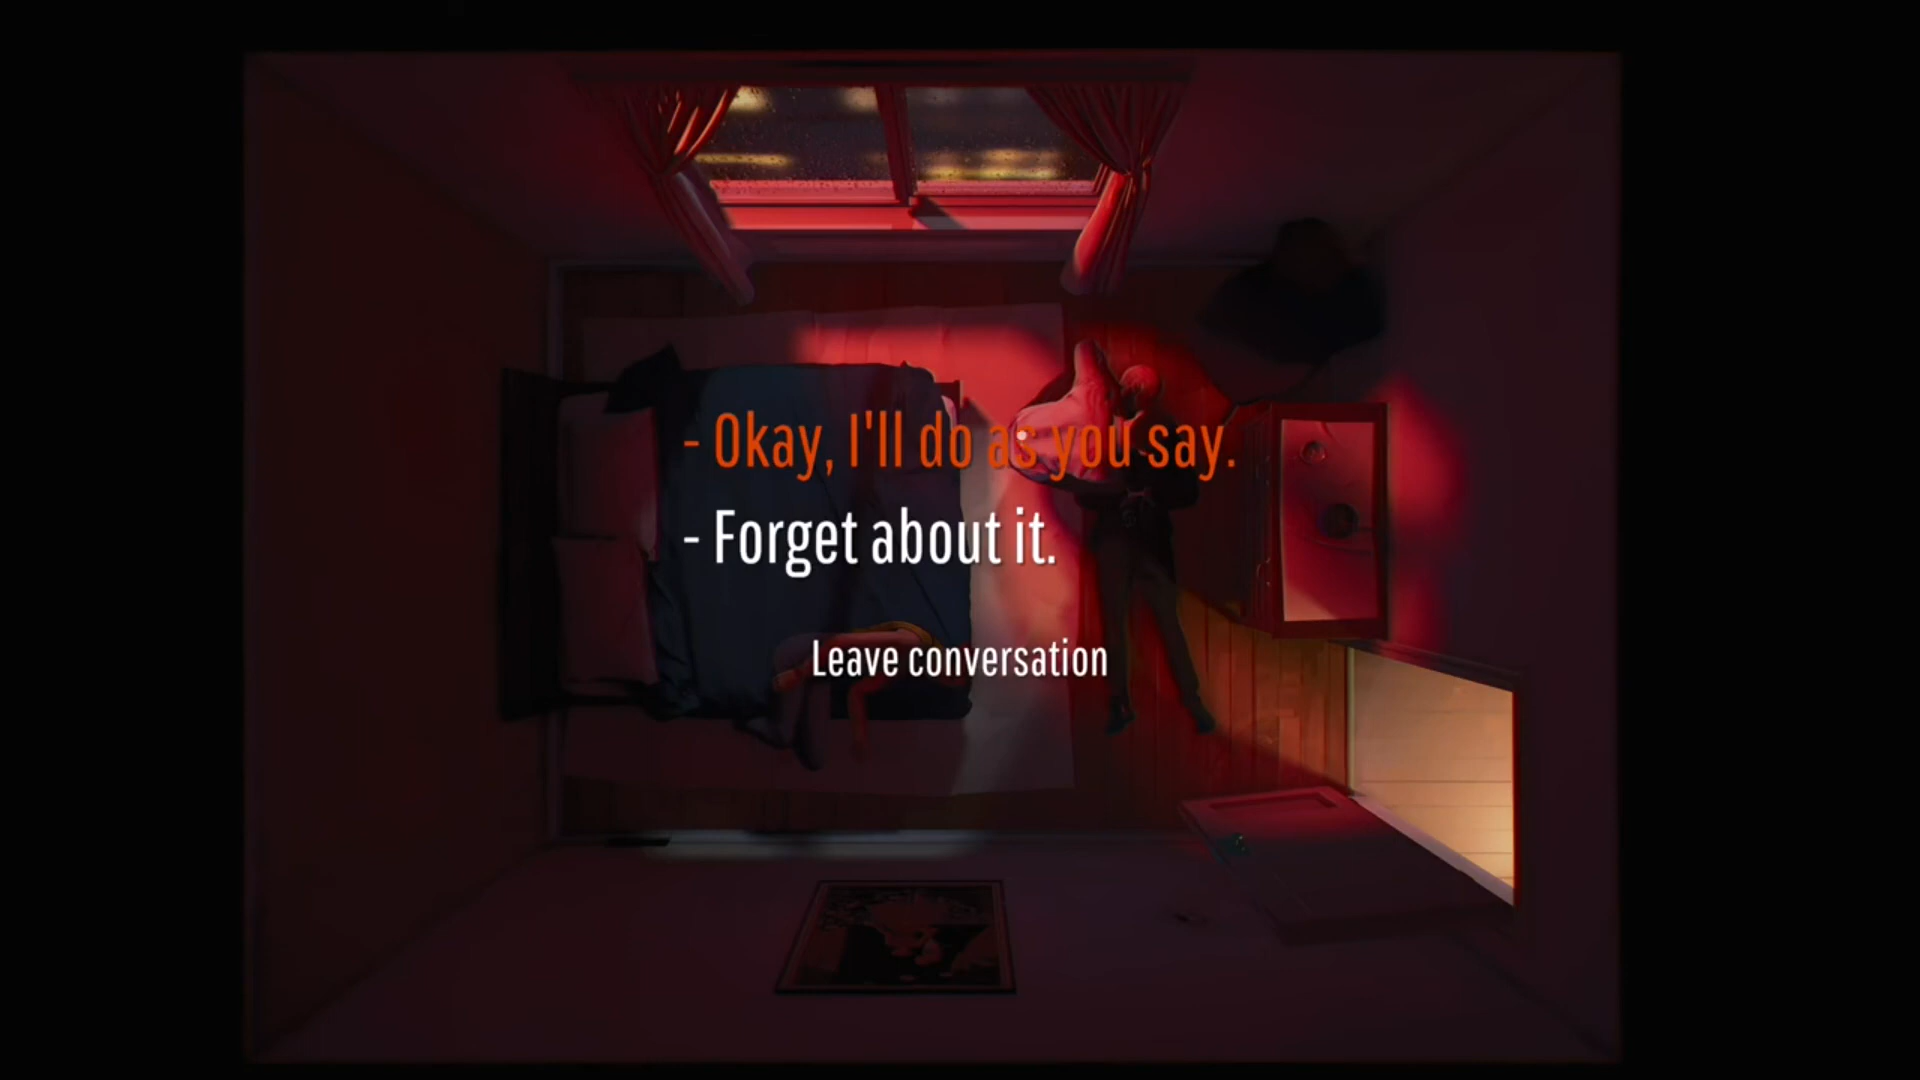 - Okay, I'll do as you say.
- Forget about it.
Leave conversation